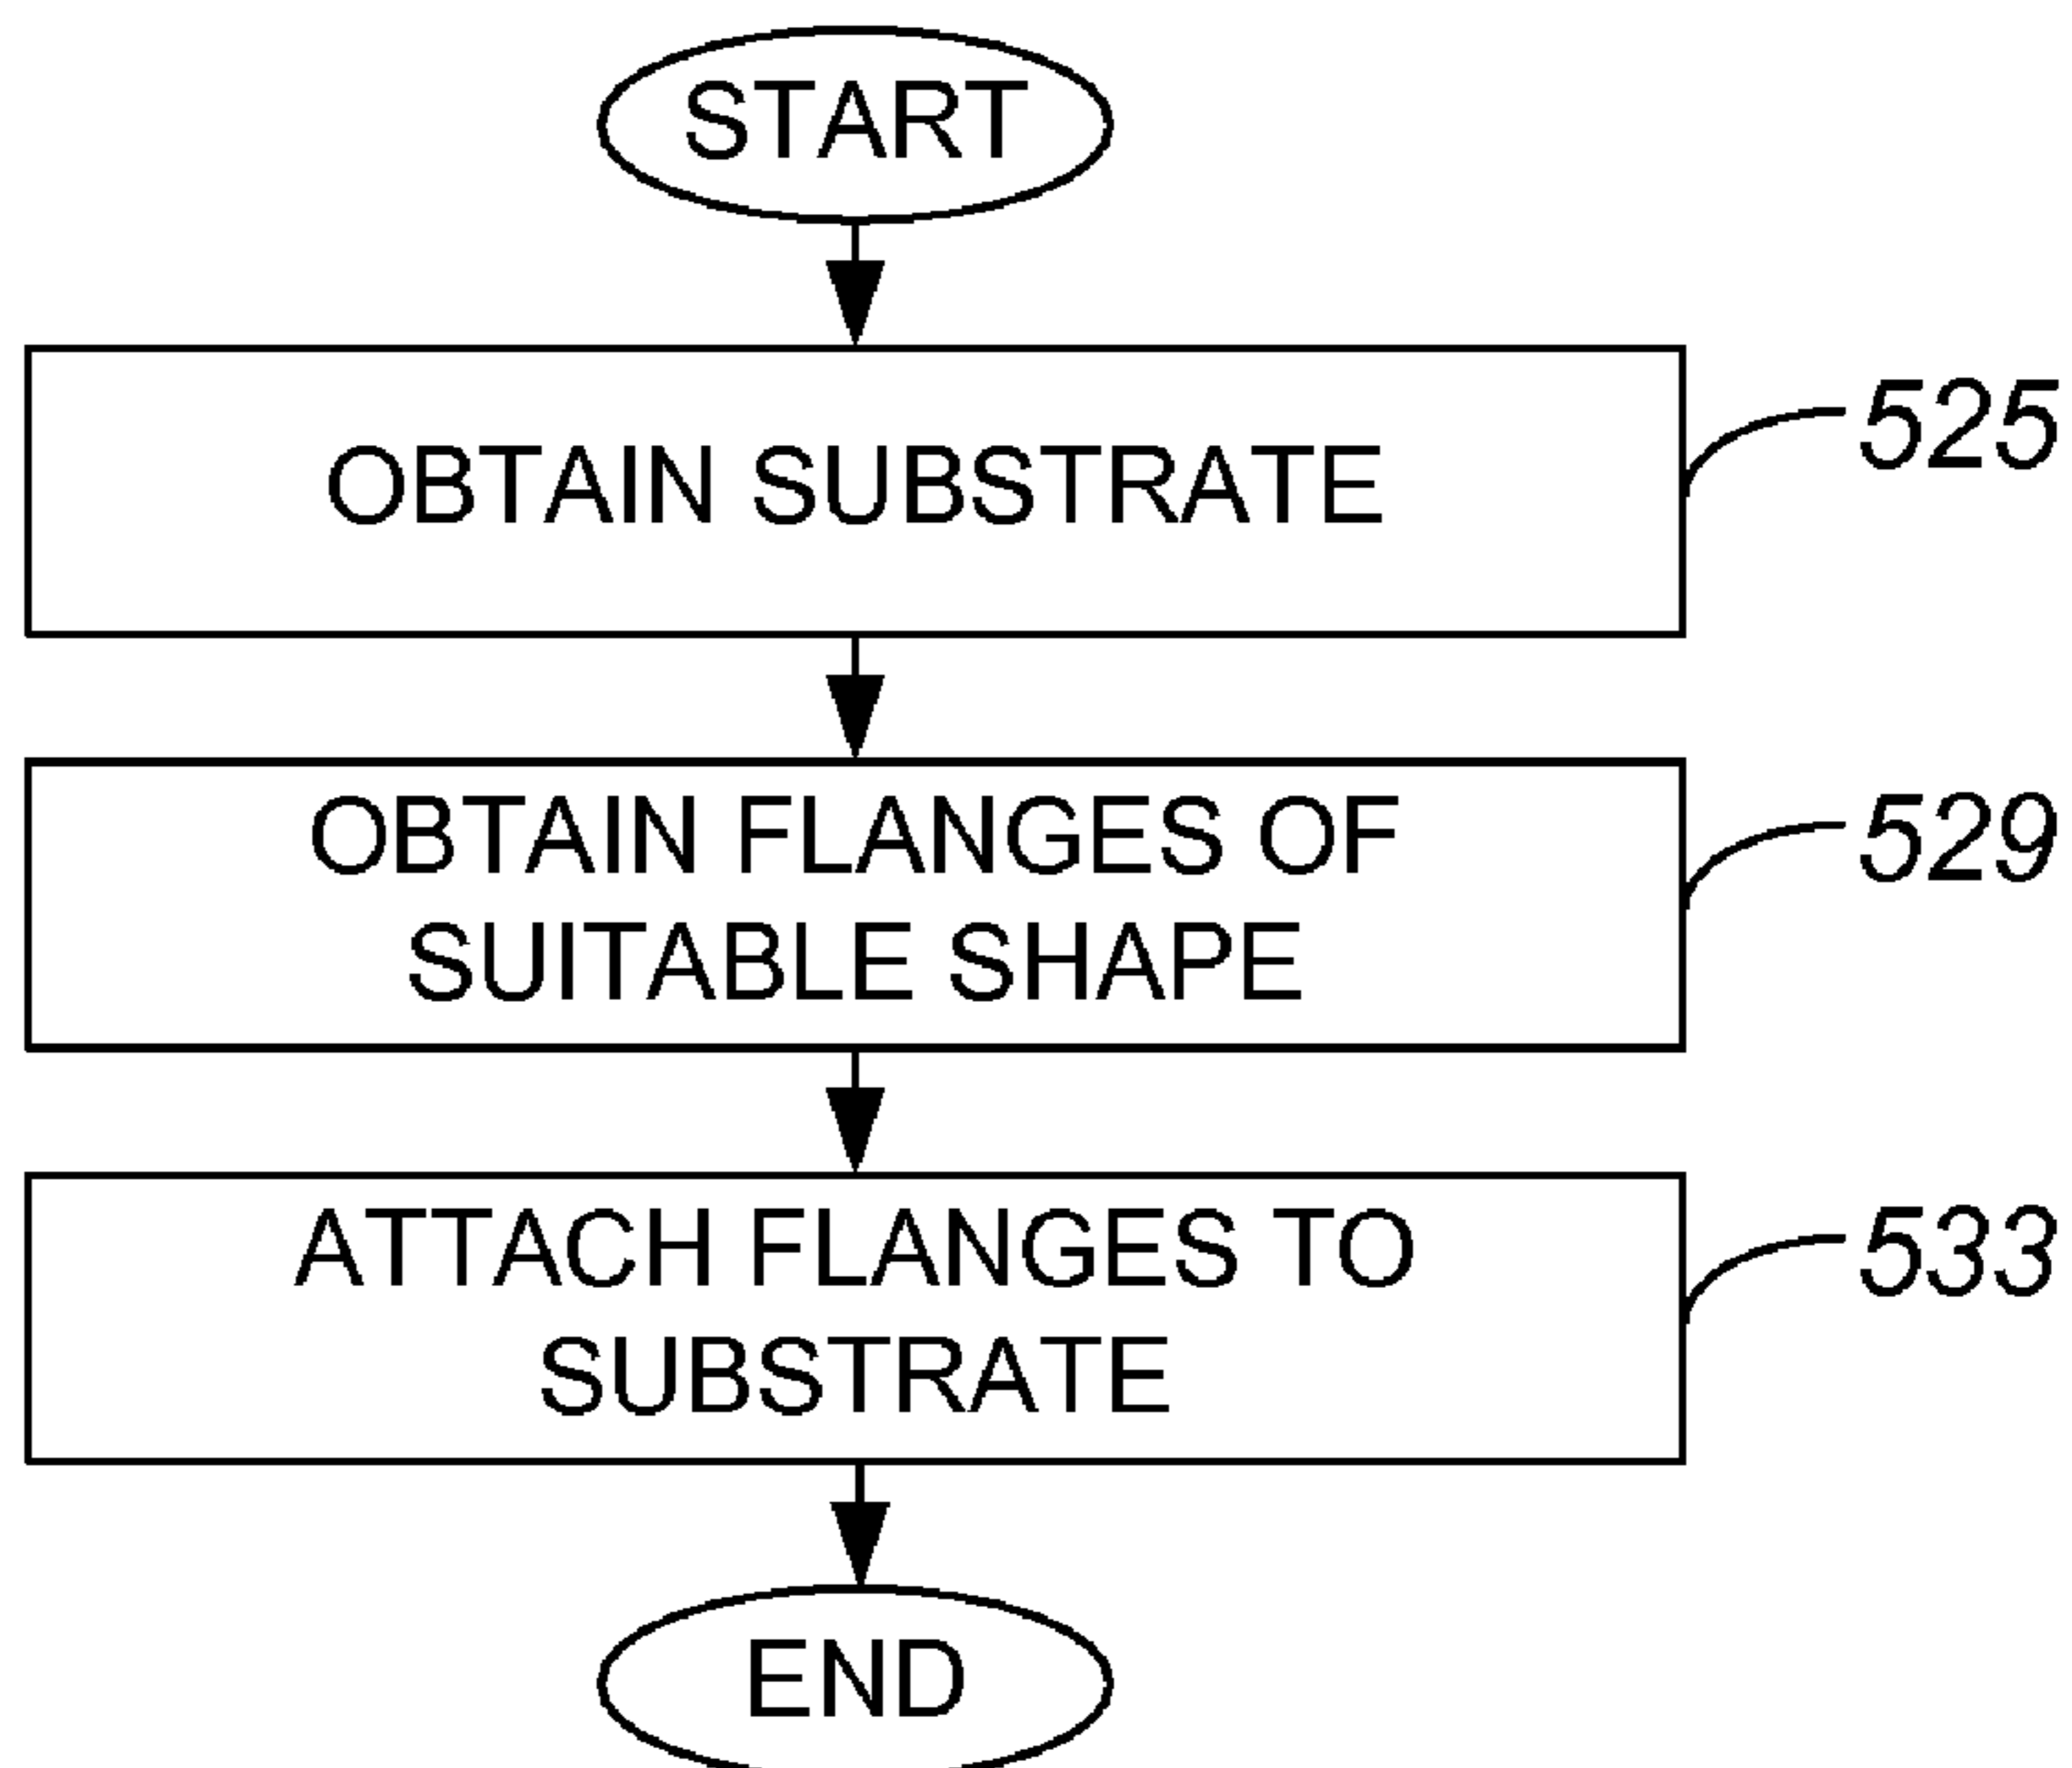 START
OBTAIN SUBSTRATE
525
OBTAIN FLANGES OF
SUITABLE SHAPE
529
ATTACH FLANGES TO
SUBSTRATE
533
END